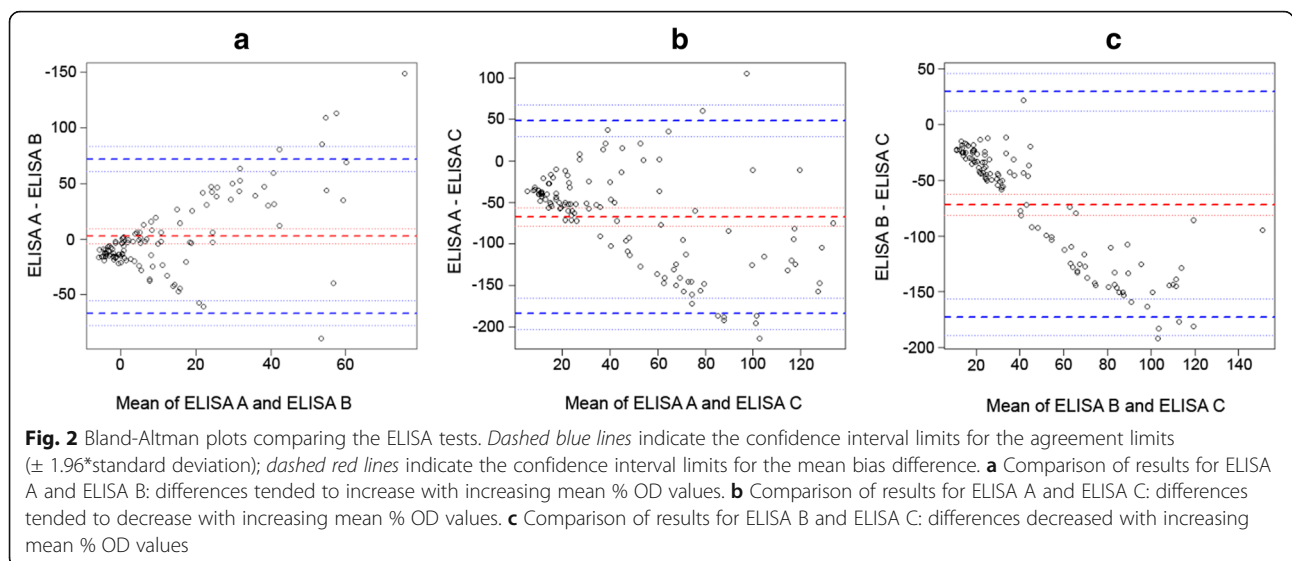 a
b
c
-150
100
50
0
-50
0
20
40
60
ELISA A - ELISA B
Mean of ELISA A and ELISA B
100
50
0
-50
-100
-150
-200
0
20
40
60
80
100
120
ELISA A - ELISA C
Mean of ELISA A and ELISA C
50
0
-50
-100
-150
-200
20
40
60
80
100
120
140
ELISA B - ELISA C
Mean of ELISA B and ELISA C
Fig. 2 Bland-Altman plots comparing the ELISA tests. Dashed blue lines indicate the confidence interval limits for the agreement limits
(± 1.96*standard deviation); dashed red lines indicate the confidence interval limits for the mean bias difference. a Comparison of results for ELISA
A and ELISA B: differences tended to increase with increasing mean % OD values. b Comparison of results for ELISA A and ELISA C: differences
tended to decrease with increasing mean % OD values. c Comparison of results for ELISA B and ELISA C: differences decreased with increasing
mean % OD values